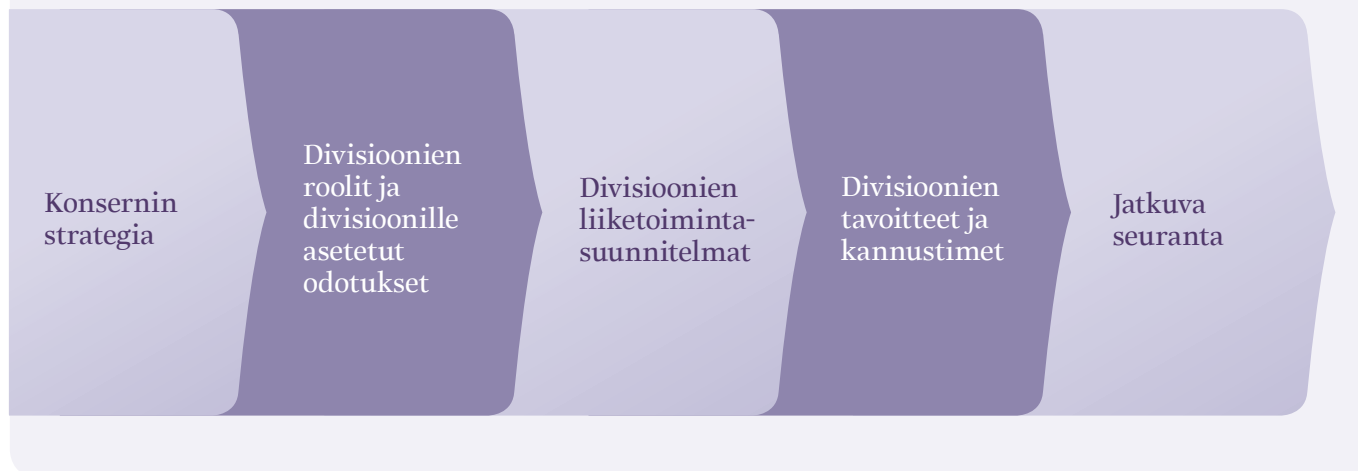 Konsernin
strategia
Divisioonien
roolit ja
divisioonille
asetetut
odotukset
Divisioonien
liiketoiminta-
suunnitelmat
Divisioonien
tavoitteet ja
kannustimet
Jatkuva
seuranta